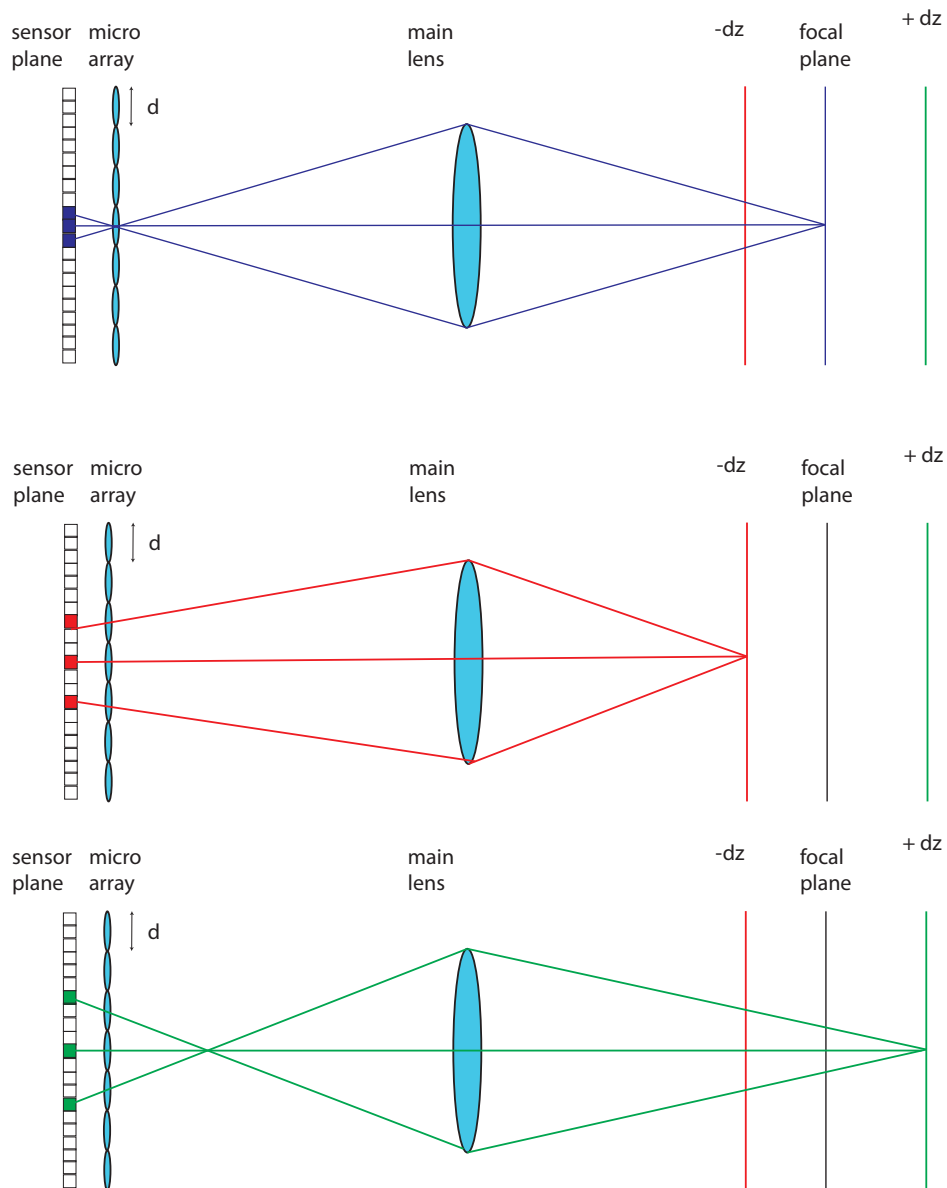 sensor plane
micro array
main lens
-dz
focal plane
+ dz
d
sensor plane
micro array
main lens
-dz
focal plane
+ dz
d
sensor plane
micro array
main lens
-dz
focal plane
+ dz
d